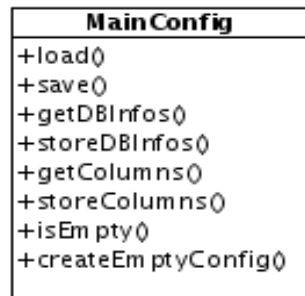 MainConfig
+load()
+save()
+getDBInfos()
+storeDBInfos()
+getColumns()
+storeColumns()
+isEmpty()
+createEmptyConfig()